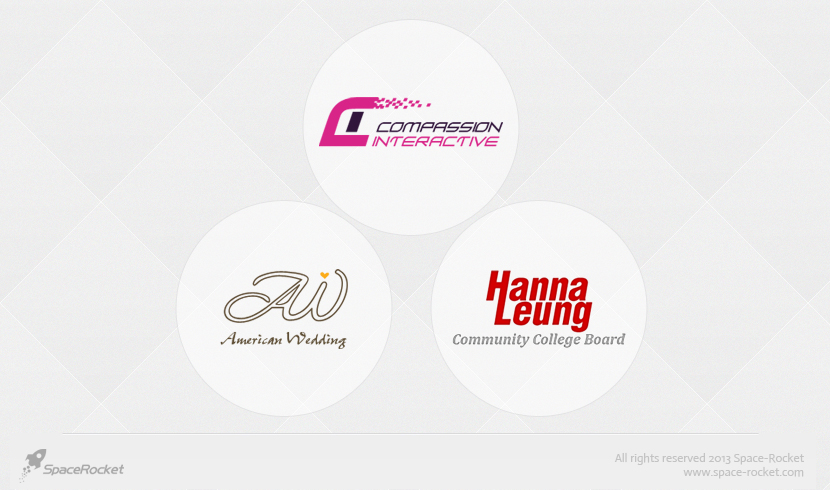 COMPASSION
INTERACTIVE
AW
American Wedding
Hanna
Leung
Community College Board
SpaceRocket
All rights reserved 2013 Space-Rocket
www.space-rocket.com